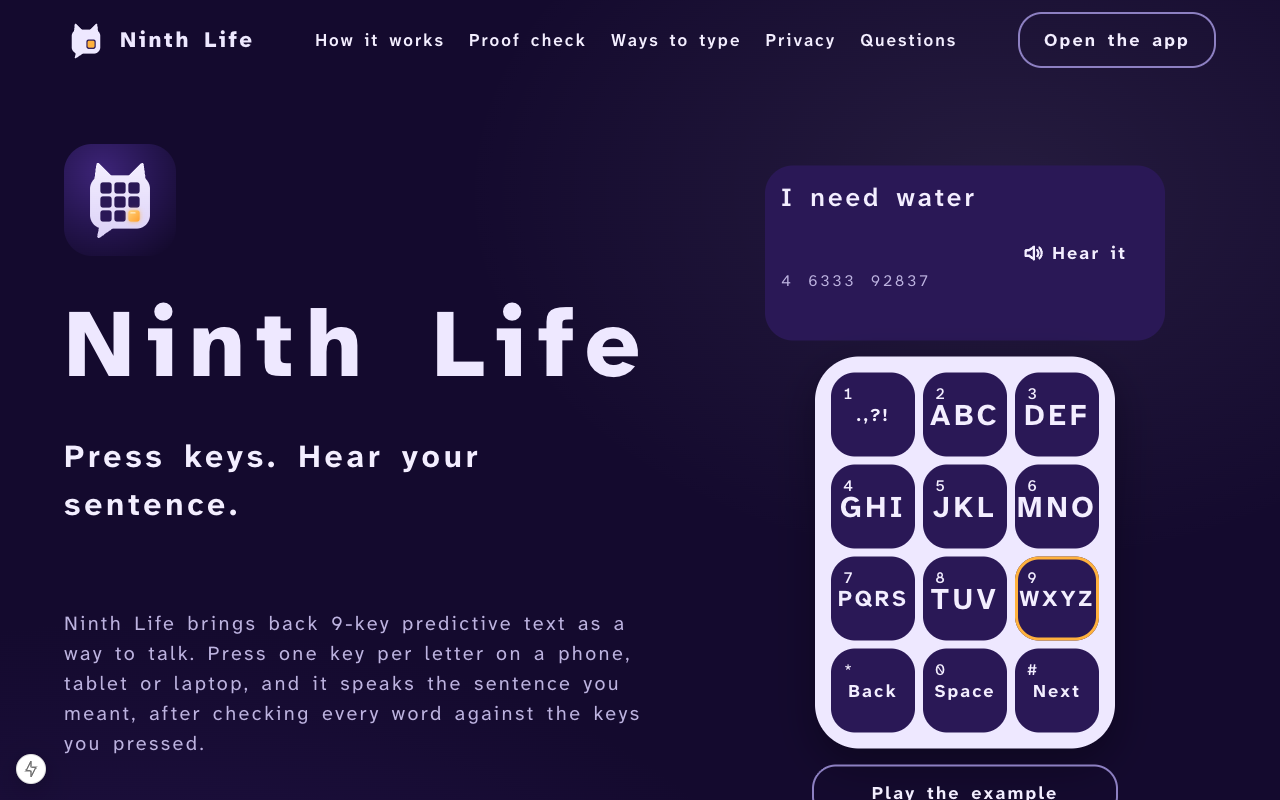 Ninth Life
How it works
Proof check
Ways to type
Privacy
Questions
Open the app
Ninth Life
Press keys. Hear your
sentence.
Ninth Life brings back 9-key predictive text as a
way to talk. Press one key per letter on a phone,
tablet or laptop, and it speaks the sentence you
meant, after checking every word against the keys
you pressed.
I need water
Hear it
4 6333 92837
1
.,?!
2
ABC
3
DEF
4
GHI
5
JKL
6
MNO
7
PQRS
8
TUV
9
WXYZ
*
Back
0
Space
#
Next
Play the example